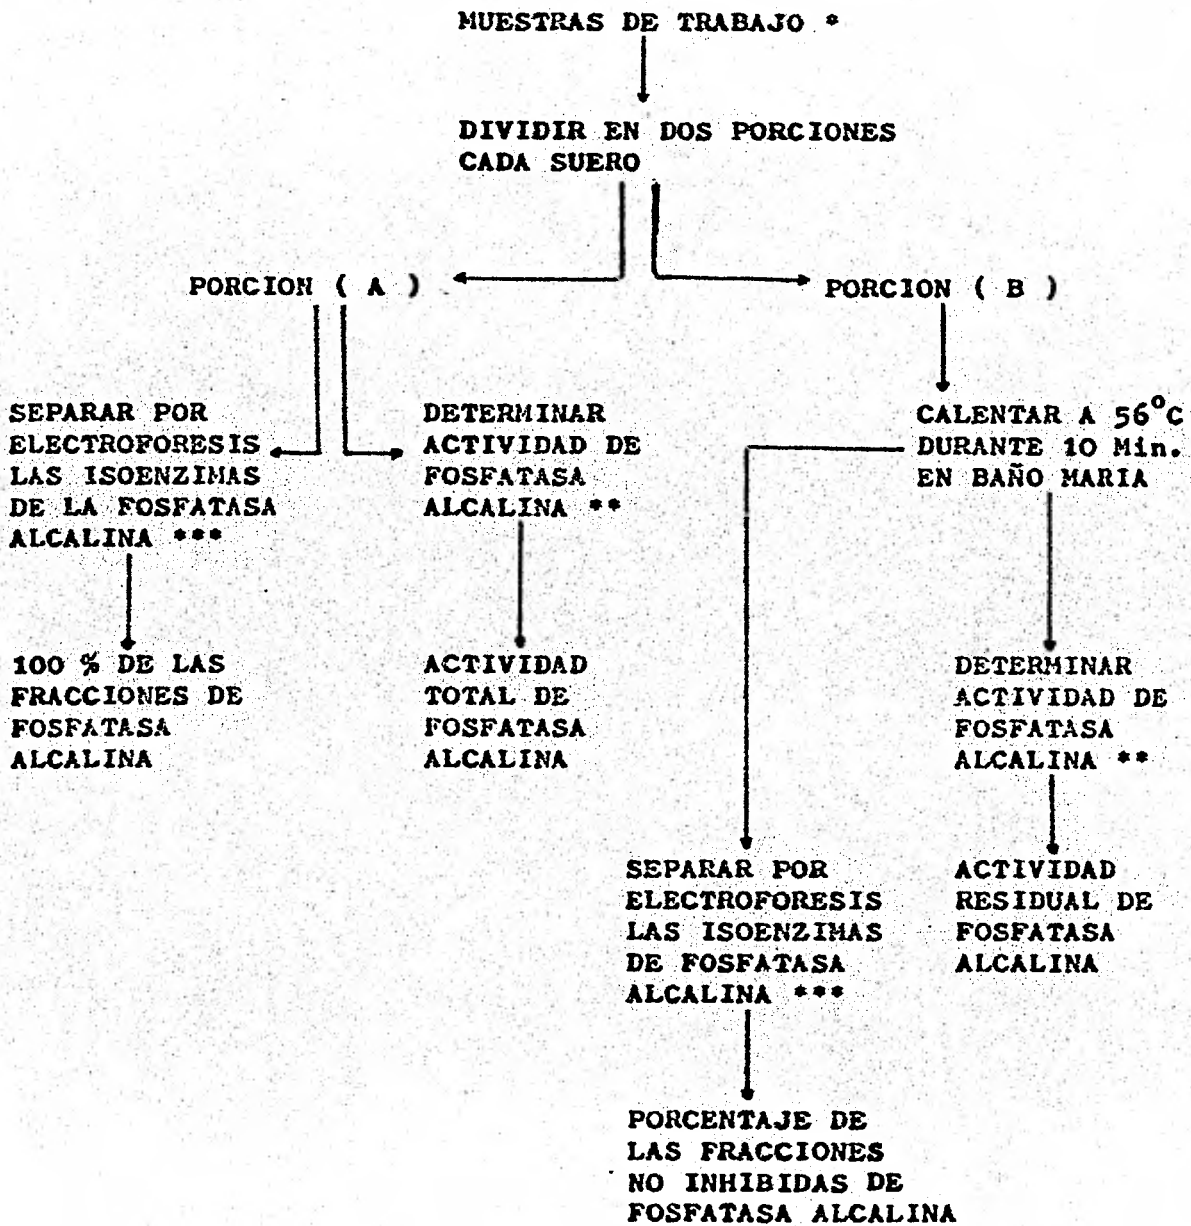 MUESTRAS DE TRABAJO *
DIVIDIR EN DOS PORCIONES
CADA SUERO
PORCION ( A )
PORCION ( B )
SEPARAR POR
ELECTROFORESIS
LAS ISOENZIMAS
DE LA FOSFATASA
ALCALINA ***
DETERMINAR
ACTIVIDAD DE
FOSFATASA
ALCALINA **
CALENTAR A 56°C
DURANTE 10 Min.
EN BAÑO MARIA
100 % DE LAS
FRACCIONES DE
FOSFATASA
ALCALINA
ACTIVIDAD
TOTAL DE
FOSFATASA
ALCALINA
DETERMINAR
ACTIVIDAD DE
FOSFATASA
ALCALINA **
SEPARAR POR
ELECTROFORESIS
LAS ISOENZIMAS
DE FOSFATASA
ALCALINA ***
ACTIVIDAD
RESIDUAL DE
FOSFATASA
ALCALINA
PORCENTAJE DE
LAS FRACCIONES
NO INHIBIDAS DE
FOSFATASA ALCALINA